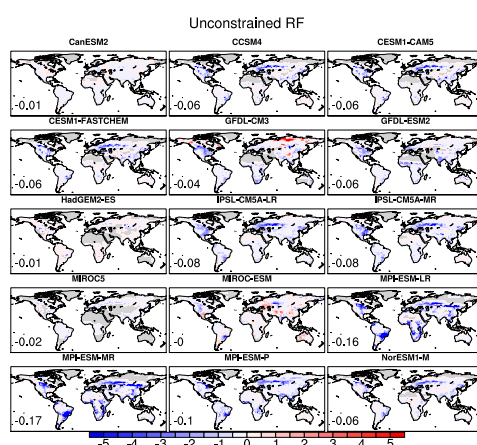 Unconstrained RF
CanESM2 CCSM4 CESM1-CAM5
-0.01 -0.06 -0.06
CESM1-FASTCHEM GFDL-CM3 GFDL-ESM2
-0.06 -0.04 -0.06
HadGEM2-ES IPSL-CM5A-LR IPSL-CM5A-MR
-0.01 -0.08 -0.08
MIROC5 MIROC-ESM MPI-ESM-LR
-0.02 -0 -0.16
MPI-ESM-MR MPI-ESM-P NorESM1-M
-0.17 -0.1 -0.06
-5 -4 -3 -2 -1 0 1 2 3 4 5